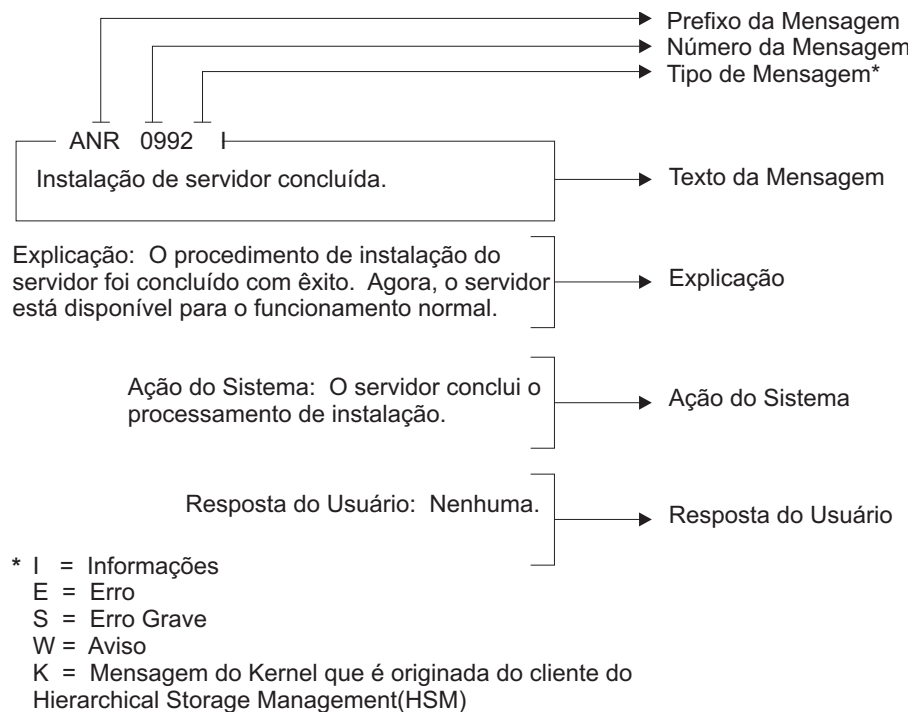 Prefixo da Mensagem
Número da Mensagem
Tipo de Mensagem*
ANR 0992 I
Instalação de servidor concluída.
Texto da Mensagem
Explicação: O procedimento de instalação do
servidor foi concluído com êxito. Agora, o servidor
está disponível para o funcionamento normal.
Explicação
Ação do Sistema: O servidor conclui o
processamento de instalação.
Ação do Sistema
Resposta do Usuário: Nenhuma.
Resposta do Usuário
* I = Informações
E = Erro
S = Erro Grave
W = Aviso
K = Mensagem do Kernel que é originada do cliente do
Hierarchical Storage Management(HSM)